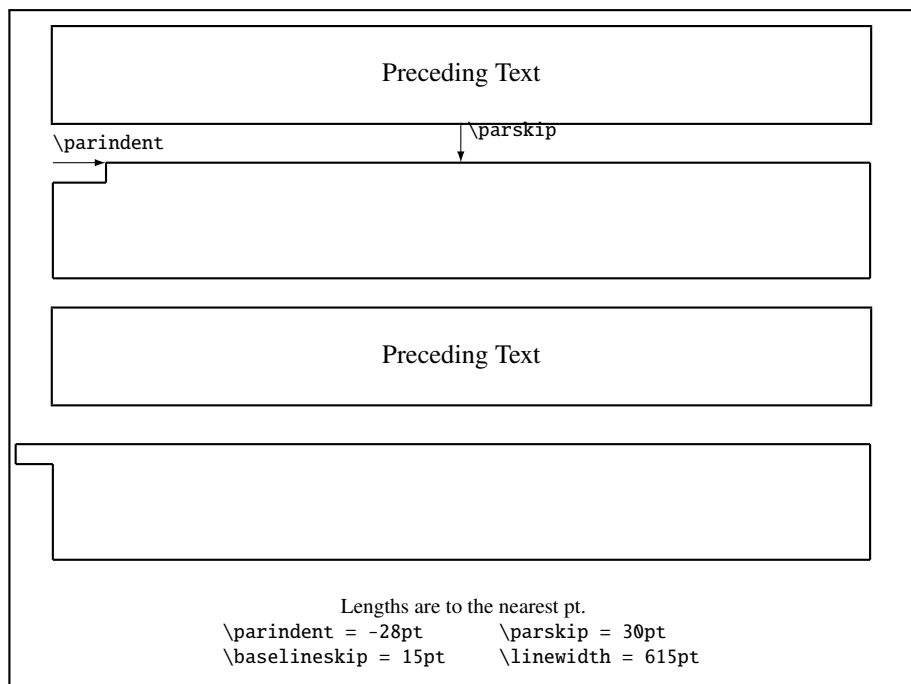 Preceding Text
\parskip
\parindent
Preceding Text
Lengths are to the nearest pt.
\parindent = -28pt \parskip = 30pt
\baselineskip = 15pt \linewidth = 615pt